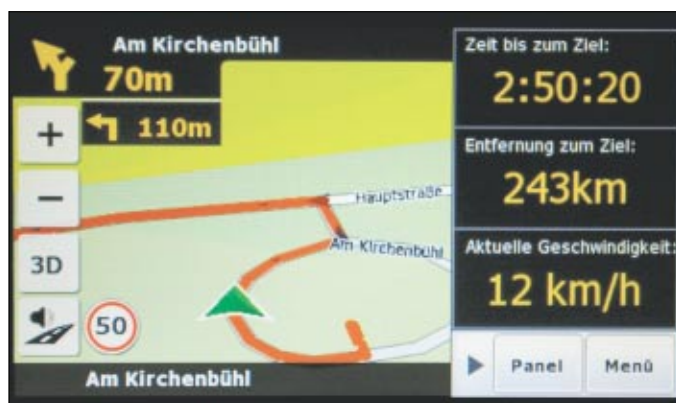 Am Kirchenbühl
70m
110m
+
−
3D
50
Hauptstraße
Am Kirchenbühl
Am Kirchenbühl
Zeit bis zum Ziel:
2:50:20
Entfernung zum Ziel:
243km
Aktuelle Geschwindigkeit:
12 km/h
Panel
Menü